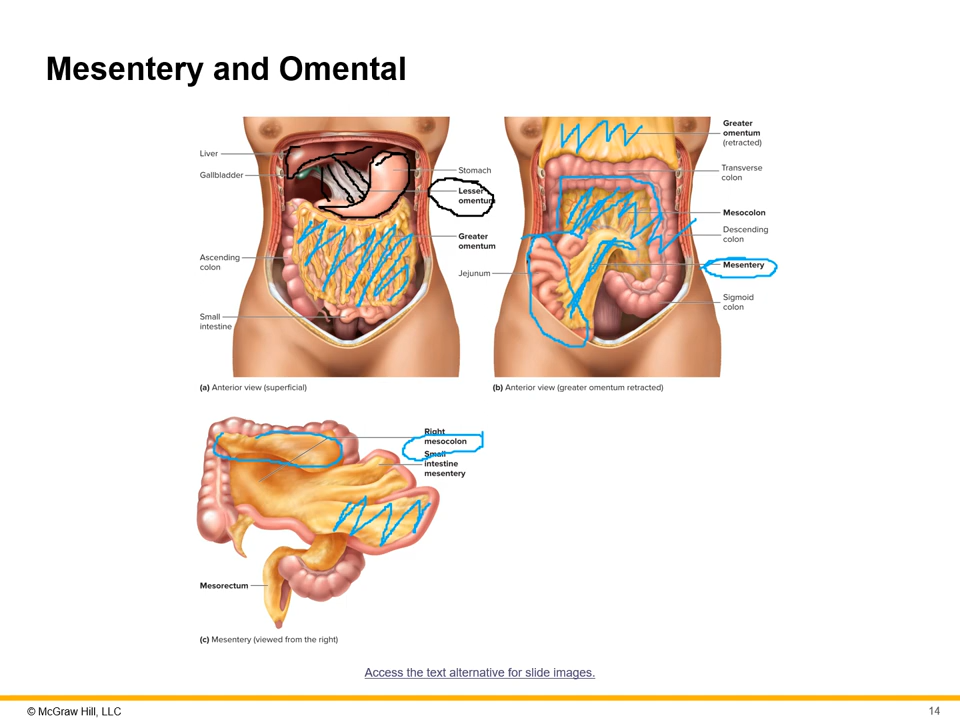 Mesentery and Omental
Liver
Gallbladder
Ascending
colon
Small
intestine
Stomach
Lesser
omentum
Greater
omentum
Jejunum
(a) Anterior view (superficial)
Greater
omentum
(retracted)
Transverse
colon
Mesocolon
Descending
colon
Mesentery
Sigmoid
colon
(b) Anterior view (greater omentum retracted)
Right
mesocolon
Small
intestine
mesentery
Mesorectum
(c) Mesentery (viewed from the right)
Access the text alternative for slide images.
© McGraw Hill, LLC
14